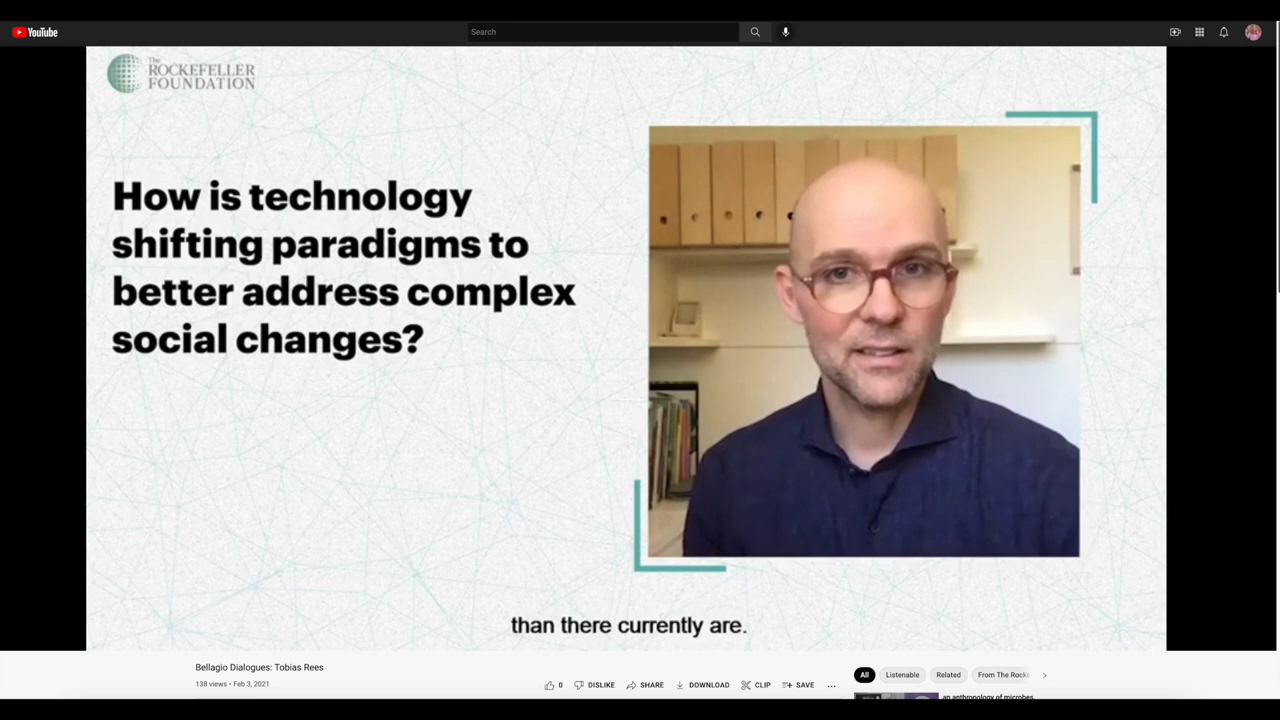 YouTube
Search
The
ROCKEFELLER
FOUNDATION
How is technology
shifting paradigms to
better address complex
social changes?
than there currently are.
Bellagio Dialogues: Tobias Rees
138 views • Feb 3, 2021
0
DISLIKE
SHARE
DOWNLOAD
CLIP
SAVE
...
All
Listenable
Related
From The Rocke
an anthropology of microbes